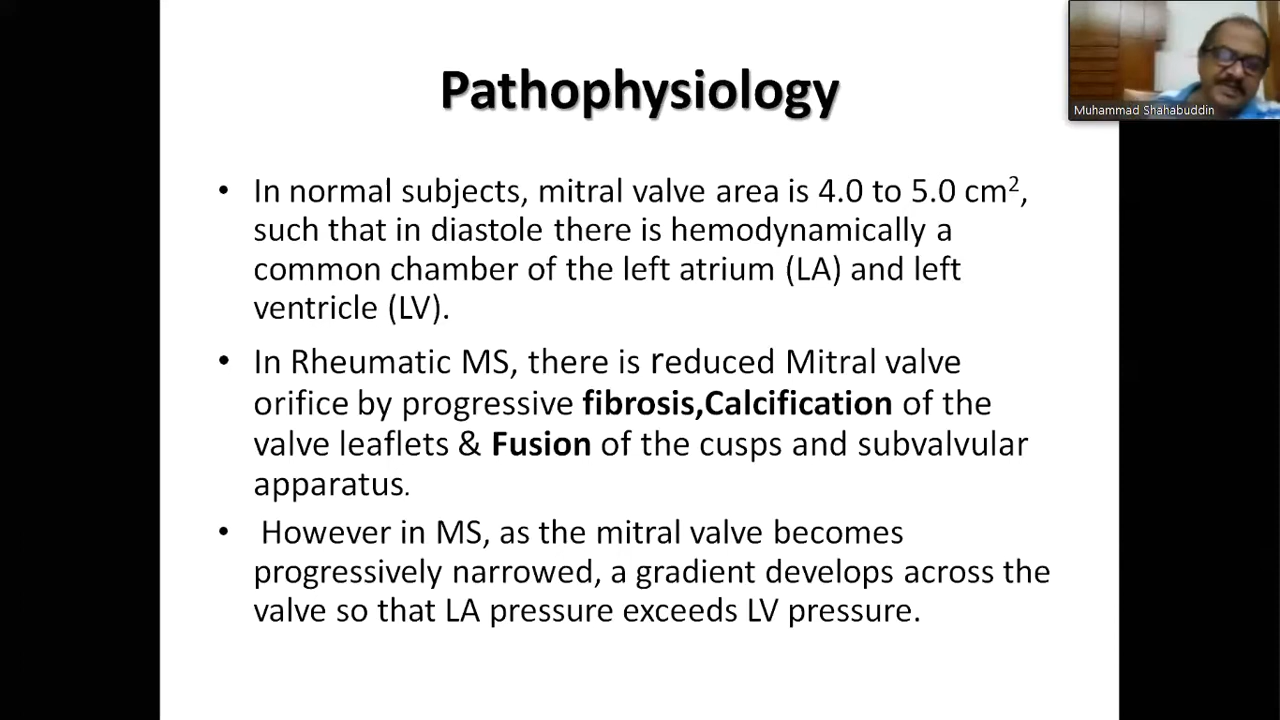 Pathophysiology
Muhammad Shahabuddin
• In normal subjects, mitral valve area is 4.0 to 5.0 cm²,
such that in diastole there is hemodynamically a
common chamber of the left atrium (LA) and left
ventricle (LV).
• In Rheumatic MS, there is reduced Mitral valve
orifice by progressive fibrosis,Calcification of the
valve leaflets & Fusion of the cusps and subvalvular
apparatus.
• However in MS, as the mitral valve becomes
progressively narrowed, a gradient develops across the
valve so that LA pressure exceeds LV pressure.